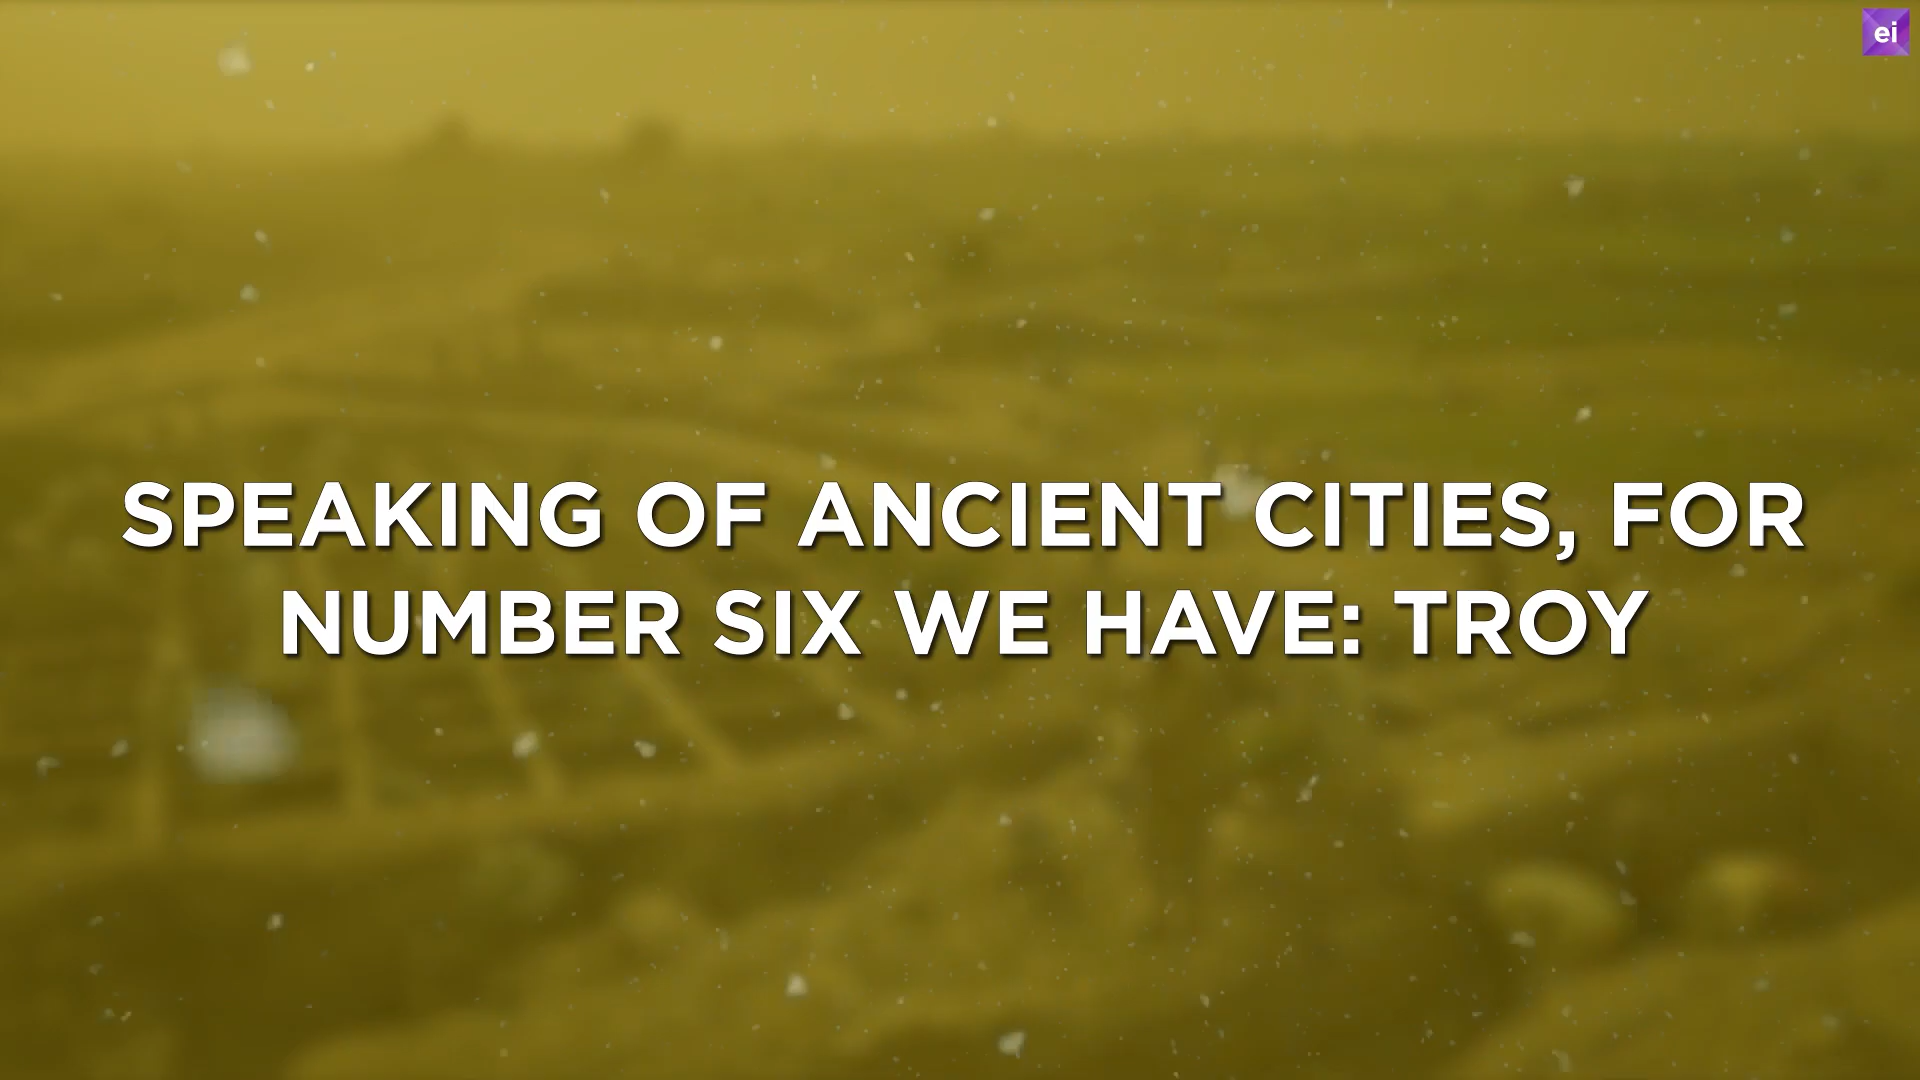 ei
SPEAKING OF ANCIENT CITIES, FOR
NUMBER SIX WE HAVE: TROY